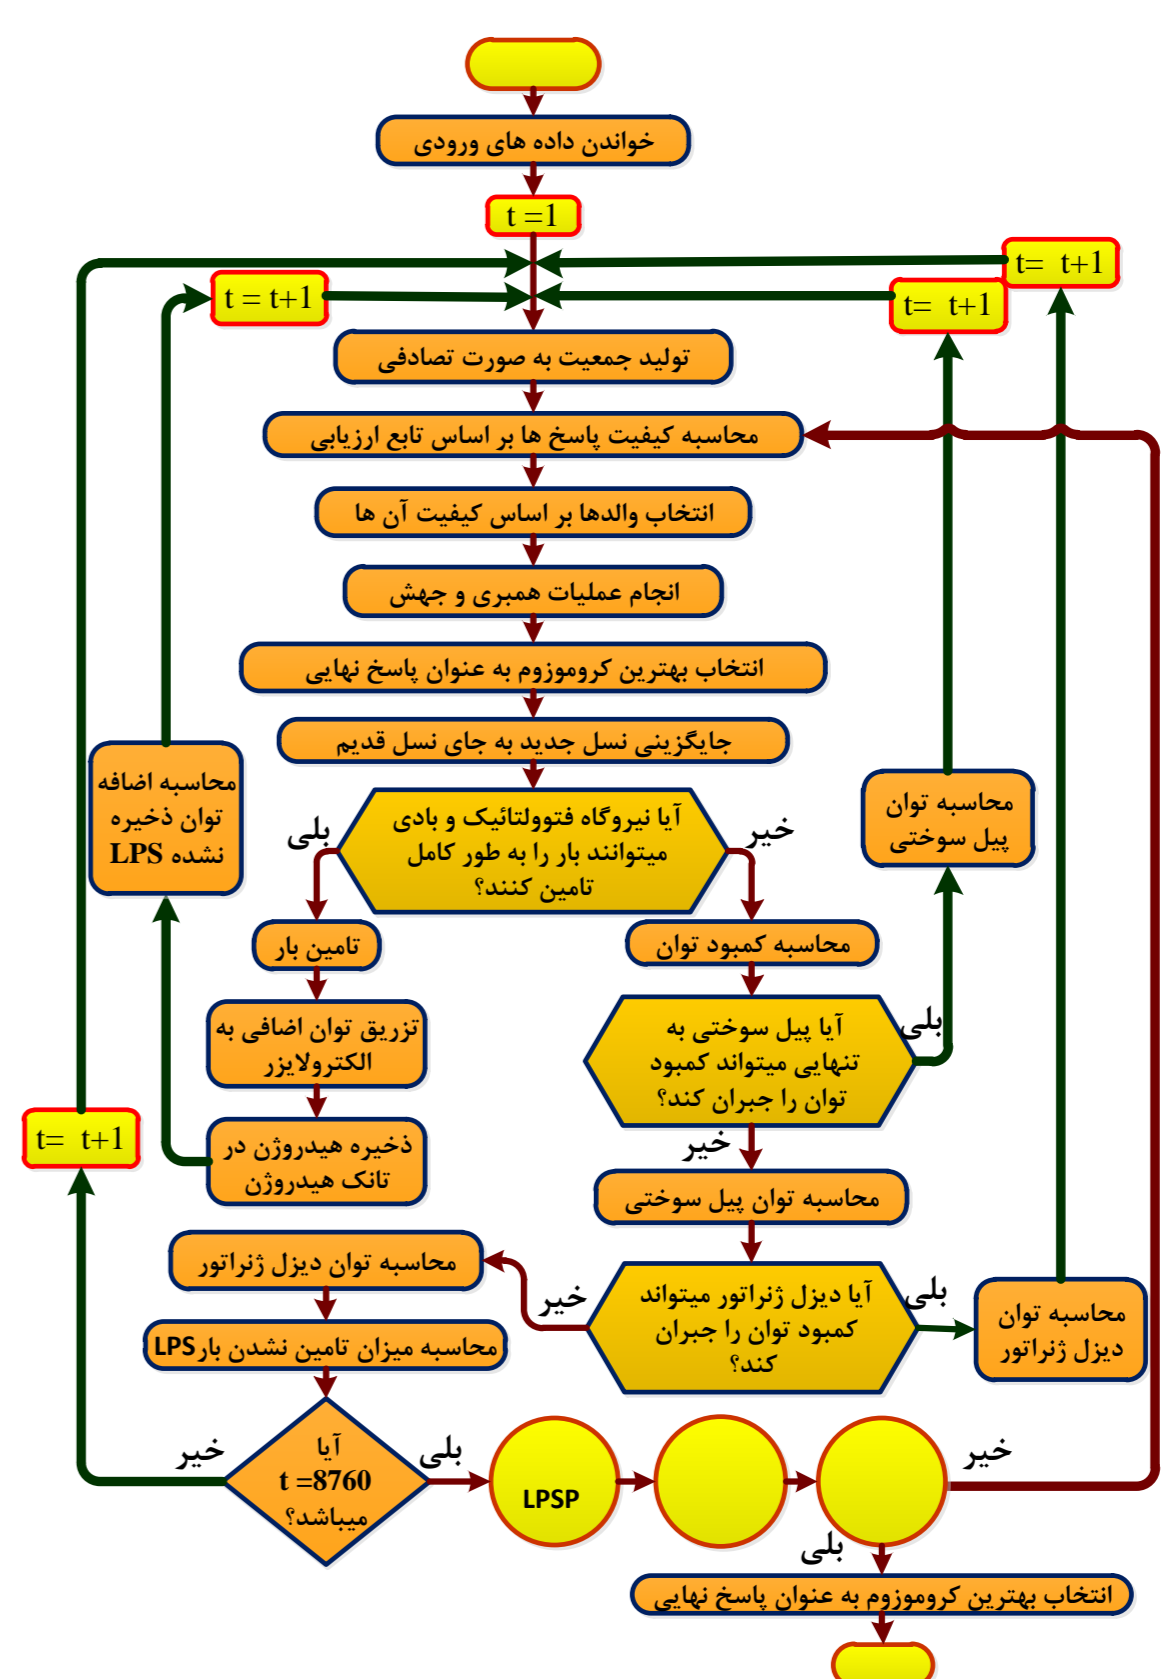 خواندن داده های ورودی
t =1
t= t+1
t = t+1
t= t+1
تولید جمعیت به صورت تصادفی
محاسبه کیفیت پاسخ ها بر اساس تابع ارزیابی
انتخاب والدها بر اساس کیفیت آن ها
انجام عملیات همبری و جهش
انتخاب بهترین کروموزوم به عنوان پاسخ نهایی
جایگزینی نسل جدید به جای نسل قدیم
آیا نیروگاه فتوولتائیک و بادی
میتوانند بار را به طور کامل
تامین کنند؟
خیر
بلی
محاسبه توان
پیل سوختی
محاسبه اضافه
توان ذخیره
نشده LPS
محاسبه کمبود توان
تامین بار
آیا پیل سوختی به
تنهایی میتواند کمبود
توان را جبران کند؟
بلی
خیر
تزریق توان اضافی به
الکترولایزر
ذخیره هیدروژن در
تانک هیدروژن
t= t+1
محاسبه توان پیل سوختی
آیا دیزل ژنراتور میتواند
کمبود توان را جبران
کند؟
بلی
خیر
محاسبه توان
دیزل ژنراتور
محاسبه توان دیزل ژنراتور
محاسبه میزان تامین نشدن بار LPS
آیا
t =8760
میباشد؟
خیر
بلی
LPSP
خیر
بلی
انتخاب بهترین کروموزوم به عنوان پاسخ نهایی